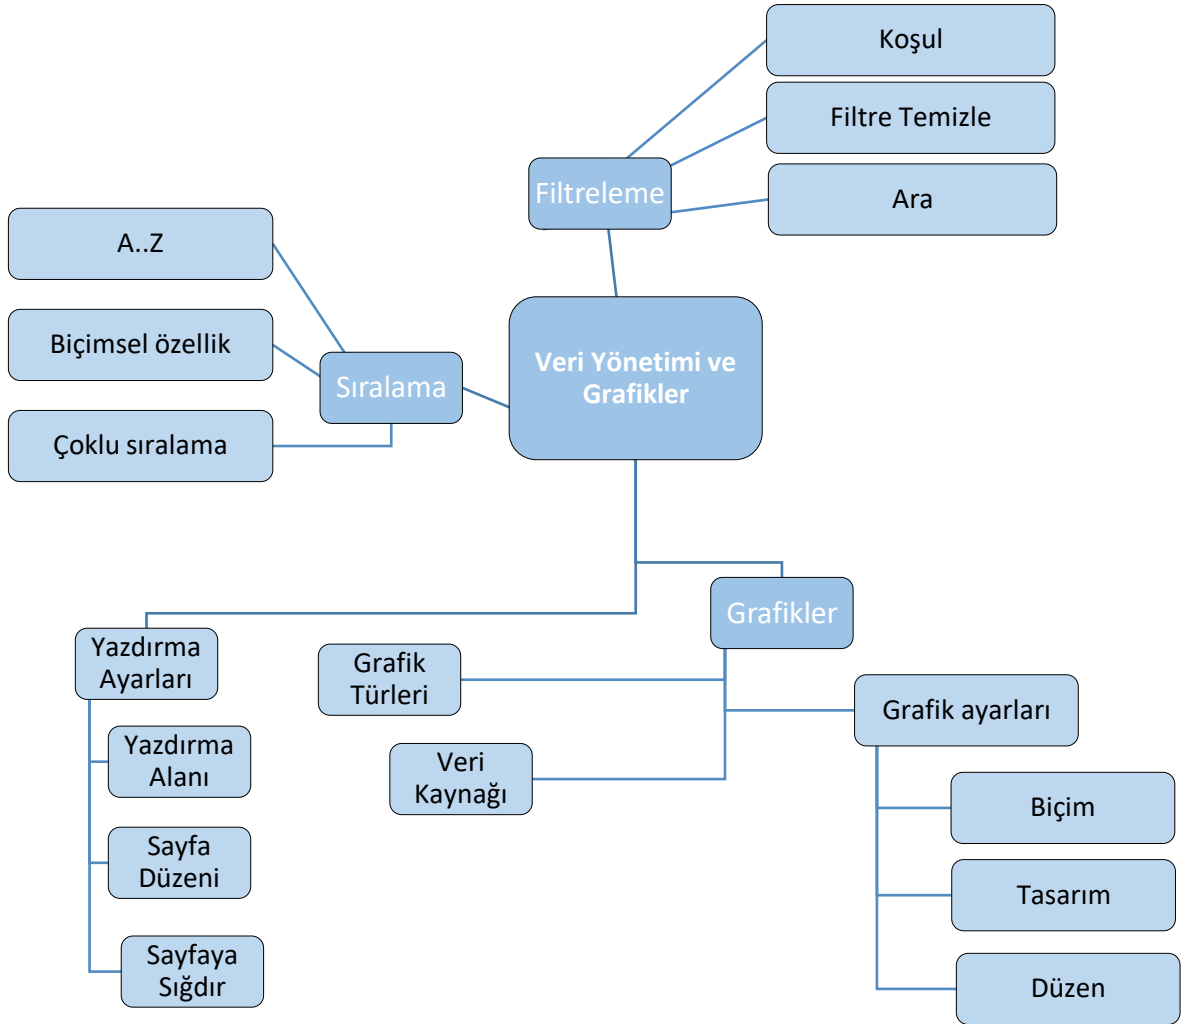 Koşul
Filtre Temizle
Filtreleme
Ara
A..Z
Biçimsel özellik
Sıralama
Çoklu sıralama
Veri Yönetimi ve
Grafikler
Grafikler
Yazdırma
Ayarları
Grafik
Türleri
Grafik ayarları
Yazdırma
Alanı
Veri
Kaynağı
Biçim
Sayfa
Düzeni
Tasarım
Sayfaya
Sığdır
Düzen